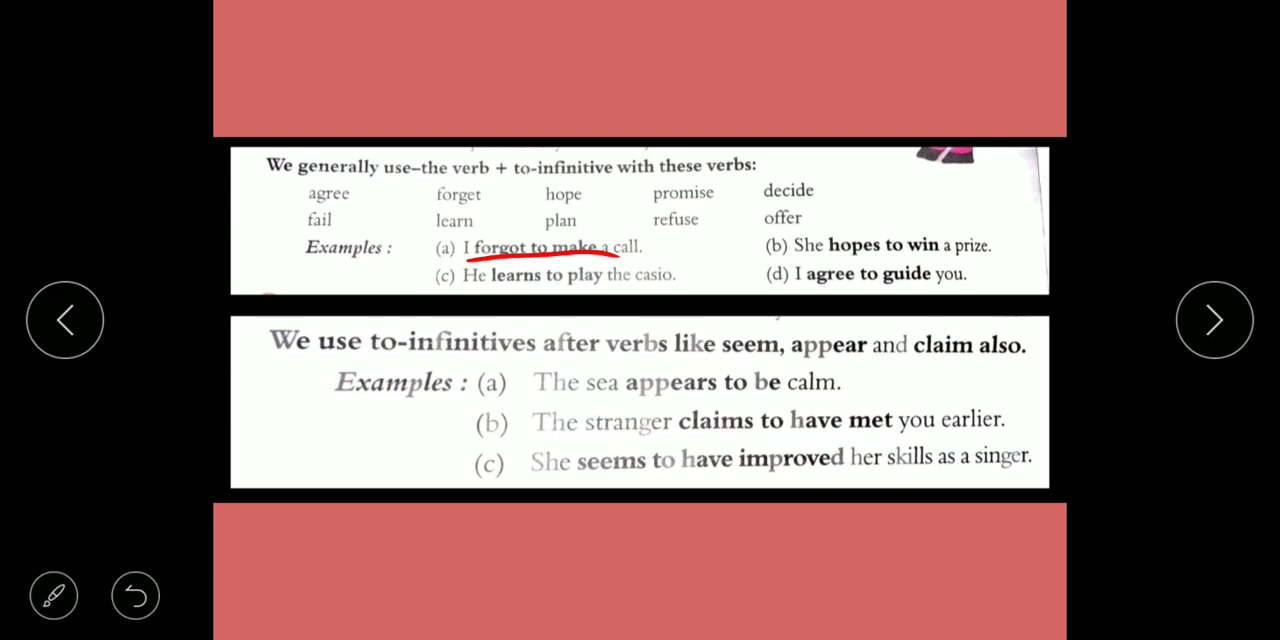 We generally use–the verb + to-infinitive with these verbs:
agree forget hope promise decide
fail learn plan refuse offer
Examples : (a) I forgot to make a call. (b) She hopes to win a prize.
(c) He learns to play the casio. (d) I agree to guide you.
We use to-infinitives after verbs like seem, appear and claim also.
Examples : (a) The sea appears to be calm.
(b) The stranger claims to have met you earlier.
(c) She seems to have improved her skills as a singer.